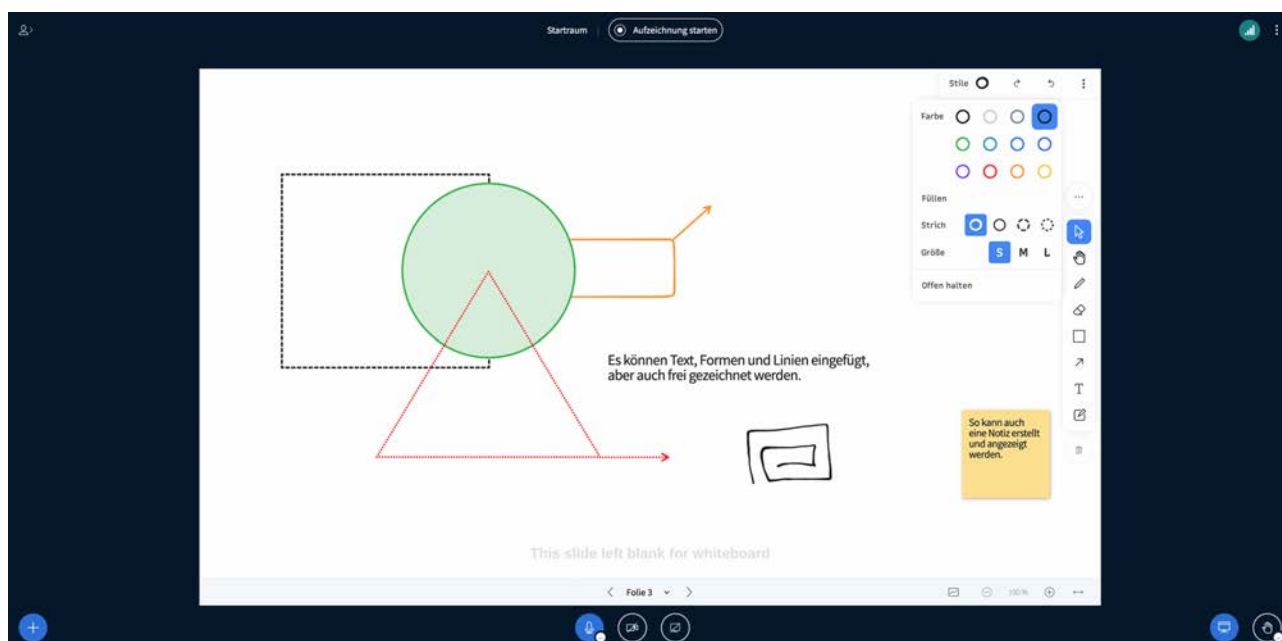 Startraum
Aufzeichnung starten
Stile
Farbe
Füllen
Strich
Größe S M L
Offen halten
T
Es können Text, Formen und Linien eingefügt,
aber auch frei gezeichnet werden.
So kann auch
eine Notiz erstellt
und angezeigt
werden.
This slide left blank for whiteboard
Folie 3
100 %